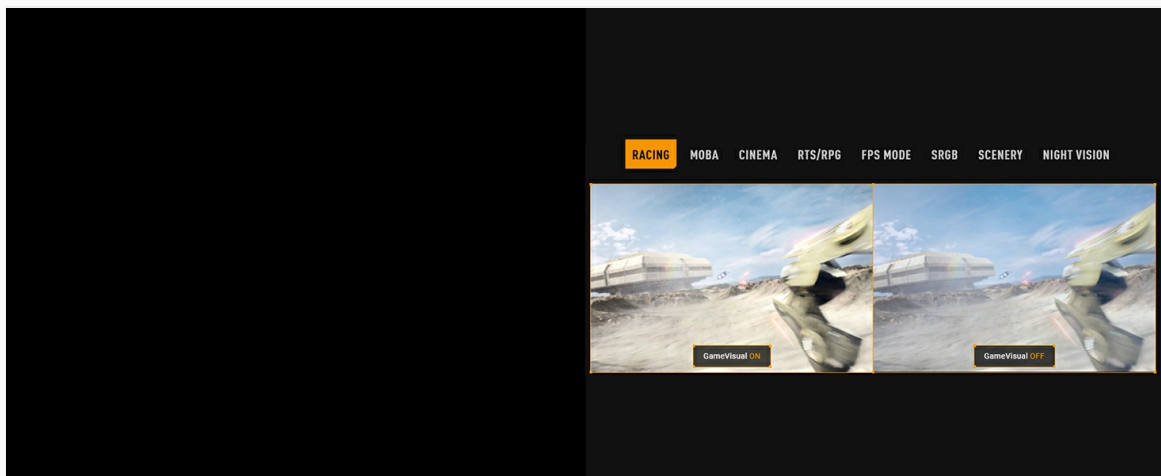 RACING MOBA CINEMA RTS/RPG FPS MODE SRGB SCENERY NIGHT VISION
GameVisual ON GameVisual OFF